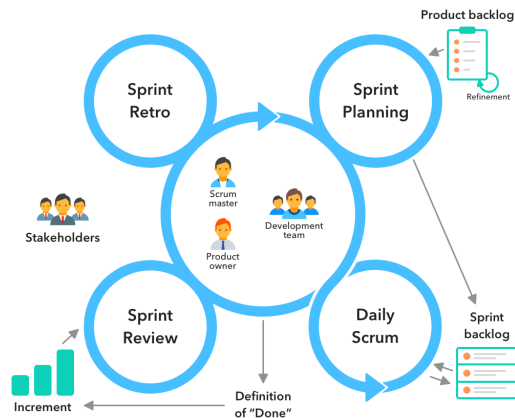 Product backlog
Refinement
Sprint
Retro
Sprint
Planning
Scrum
master
Development
team
Product
owner
Stakeholders
Sprint
Review
Daily
Scrum
Sprint
backlog
Increment
Definition
of "Done"